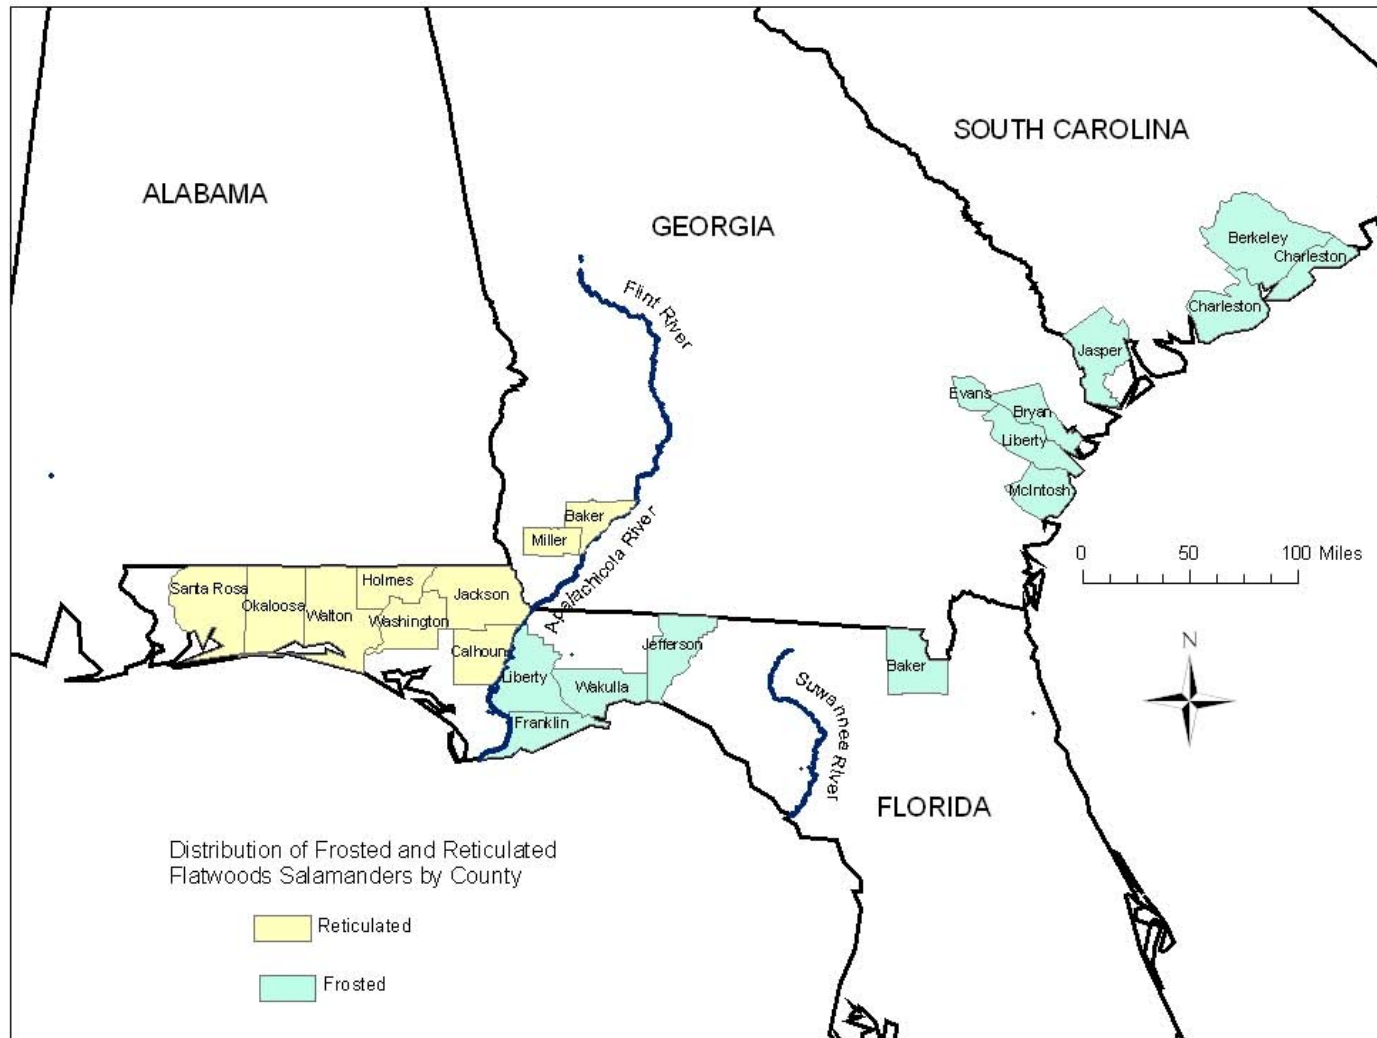 SOUTH CAROLINA
ALABAMA
GEORGIA
Berkeley
Charleston
Flint River
Charleston
Jasper
Evans
Bryan
Liberty
McIntosh
Baker
Miller
Apalachicola River
0 50 100 Miles
Santa Rosa
Okaloosa
Walton
Holmes
Washington
Jackson
Calhoun
Liberty
Wakulla
Jefferson
Franklin
Baker
Suwannee River
N
FLORIDA
Distribution of Frosted and Reticulated
Flatwoods Salamanders by County
Reticulated
Frosted